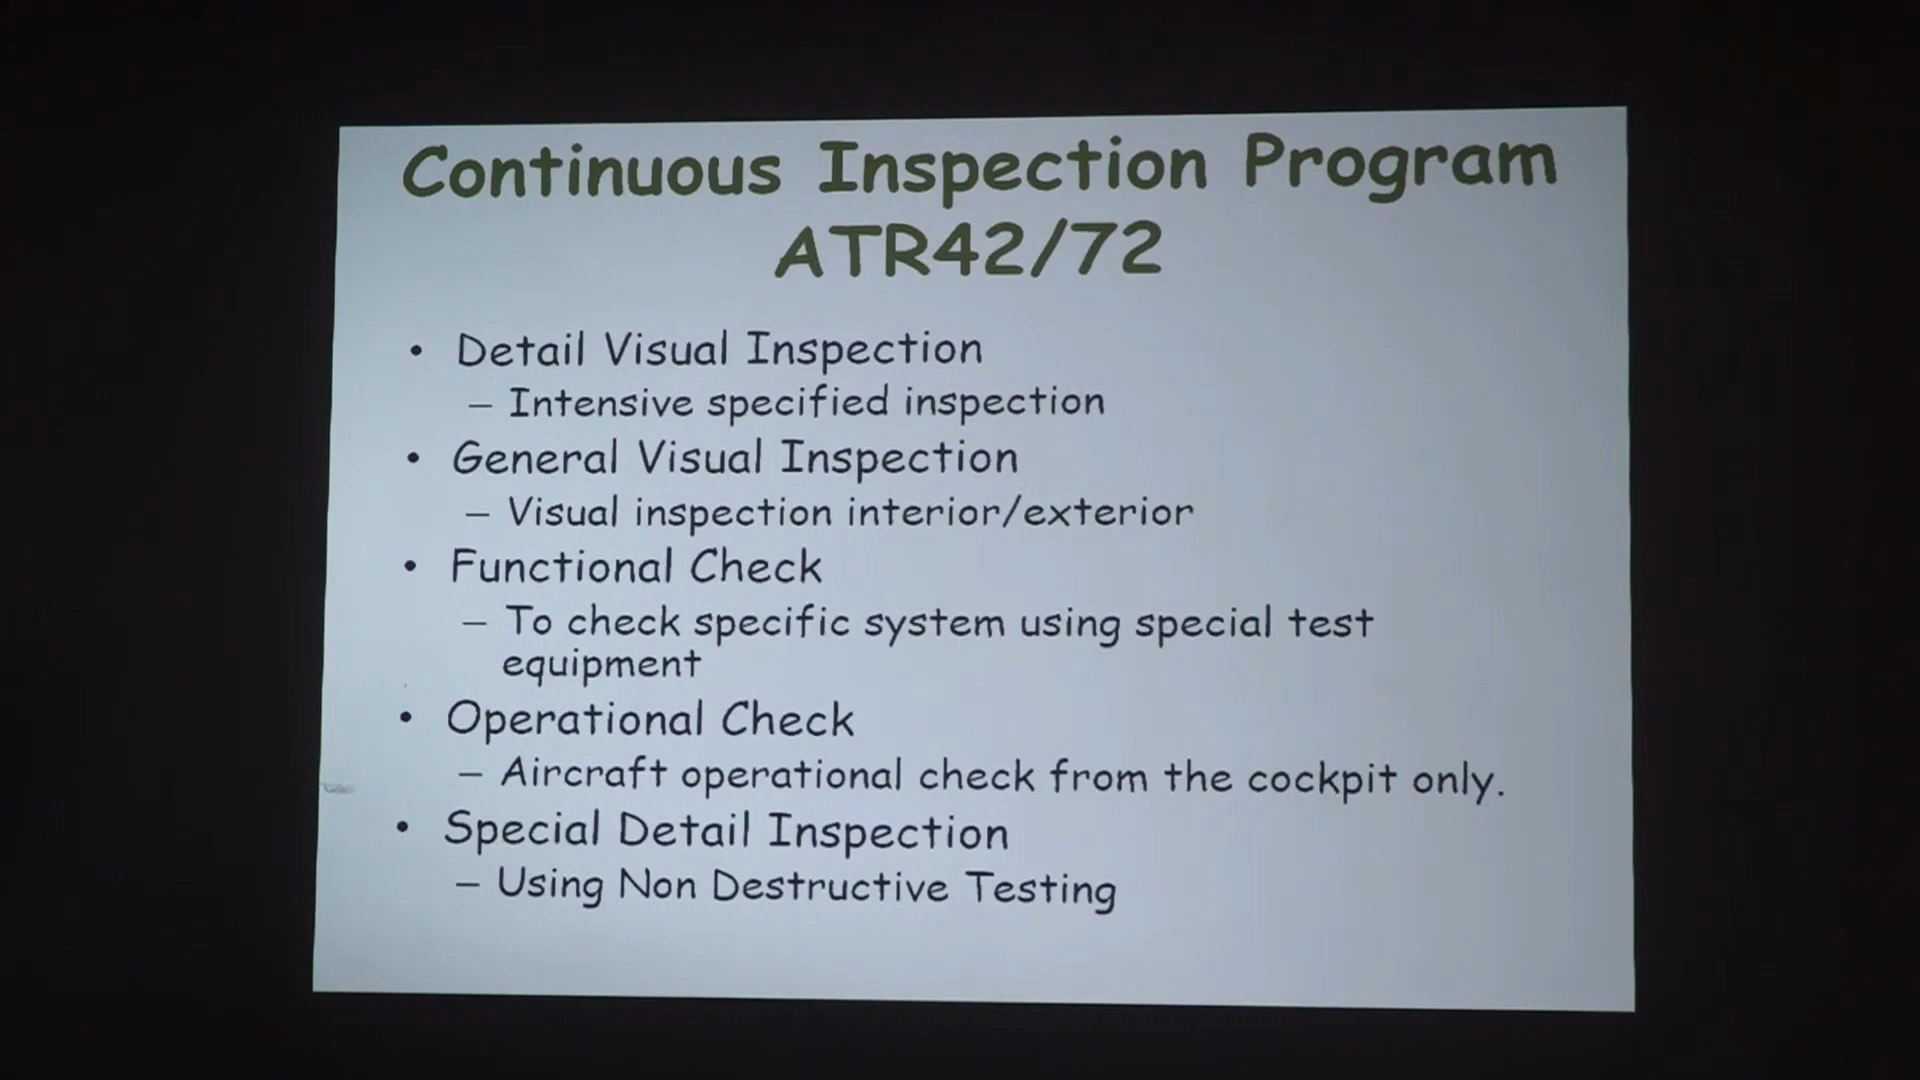 Continuous Inspection Program
ATR42/72
• Detail Visual Inspection
– Intensive specified inspection
• General Visual Inspection
– Visual inspection interior/exterior
• Functional Check
– To check specific system using special test
equipment
• Operational Check
– Aircraft operational check from the cockpit only.
• Special Detail Inspection
– Using Non Destructive Testing